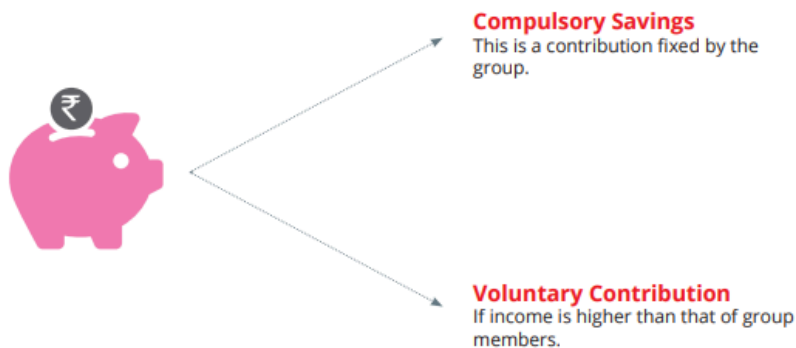 Compulsory Savings
This is a contribution fixed by the
group.
₹
Voluntary Contribution
If income is higher than that of group
members.